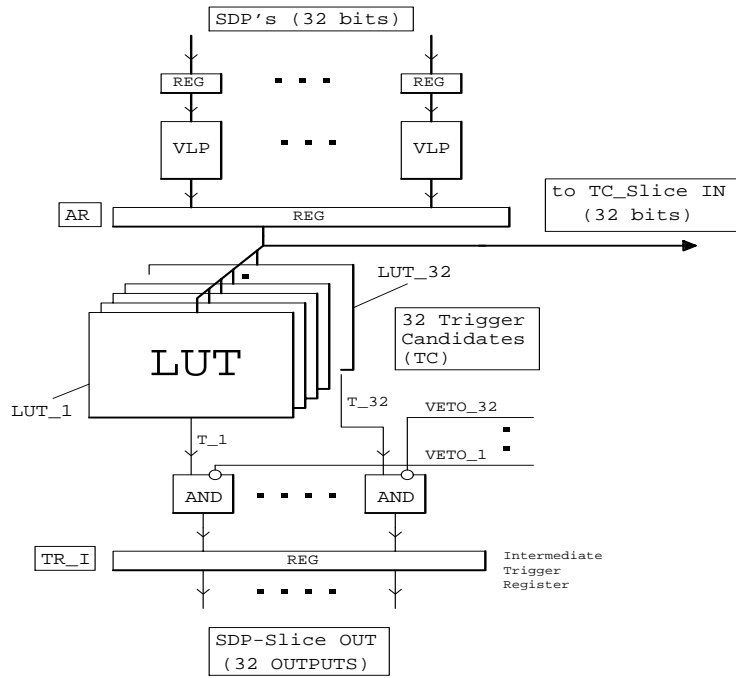 SDP's (32 bits)
REG
REG
VLP
VLP
AR
REG
to TC_Slice IN
(32 bits)
LUT_32
32 Trigger
Candidates
(TC)
LUT
LUT_1
T_32
VETO_32
T_1
VETO_1
AND
AND
TR_I
REG
Intermediate
Trigger
Register
SDP-Slice OUT
(32 OUTPUTS)